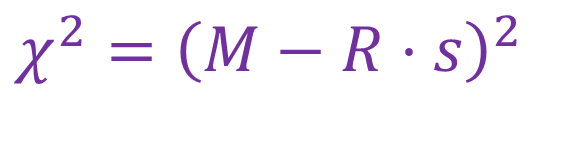 χ² = (M − R · s)²